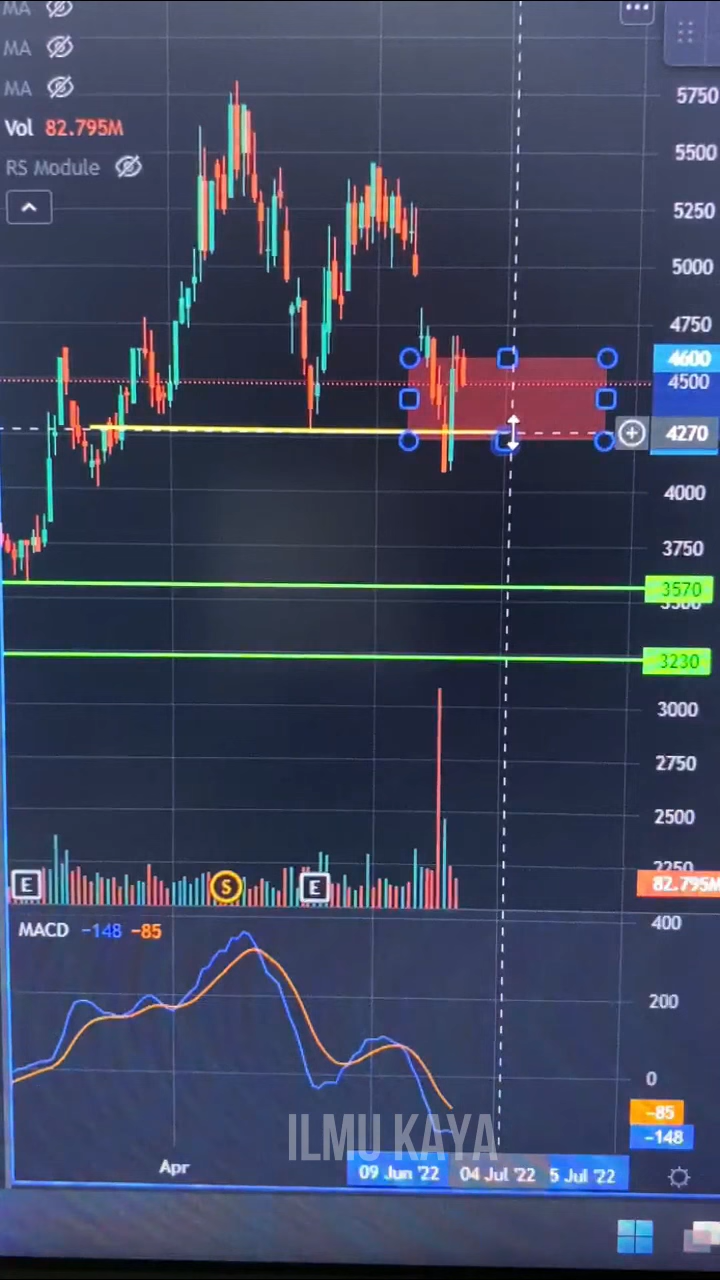 MA
MA
MA
Vol 82.795M
RS Module
5750
5500
5250
5000
4750
4600
4500
4270
4000
3750
3570
3500
3230
3000
2750
2500
2250
E
S
E
82.795M
MACD -148 -85
400
200
0
-85
-148
ILMU KAYA
Apr
09 Jun '22
04 Jul '22
5 Jul '22